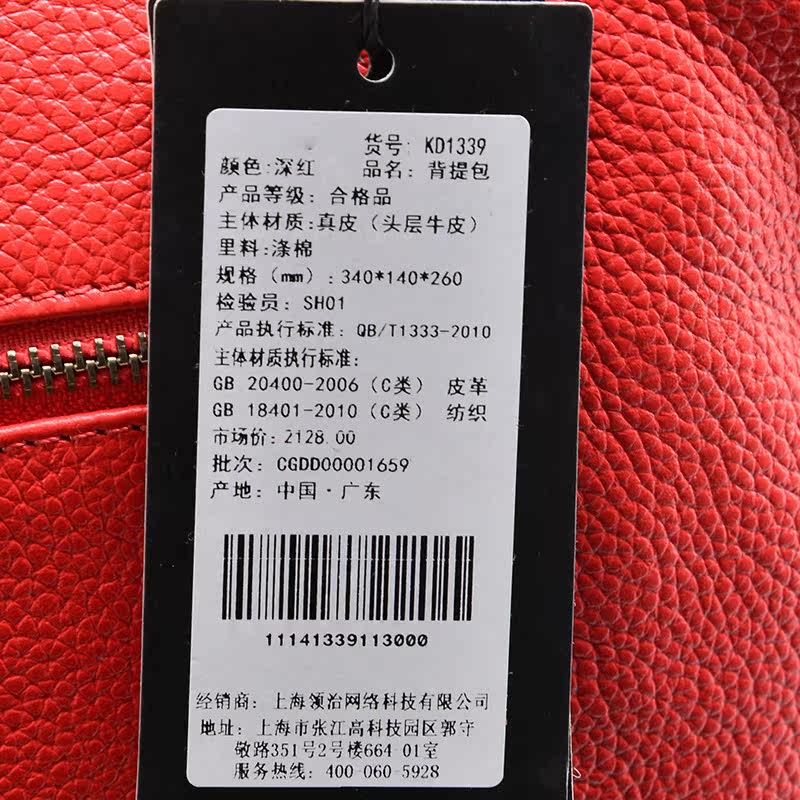 货号: KD1339
颜色:深红 品名: 背提包
产品等级: 合格品
主体材质:真皮（头层牛皮）
里料:涤棉
规格（mm）:340*140*260
检验员: SH01
产品执行标准: QB/T1333-2010
主体材质执行标准:
GB 20400-2006（C类） 皮革
GB 18401-2010（C类） 纺织
市场价:2128.00
批次: CGDD00001659
产地: 中国·广东
11141339113000
经销商: 上海领冶网络科技有限公司
地址: 上海市张江高科技园区郭守
敬路351号2号楼664-01室
服务热线: 400-060-5928